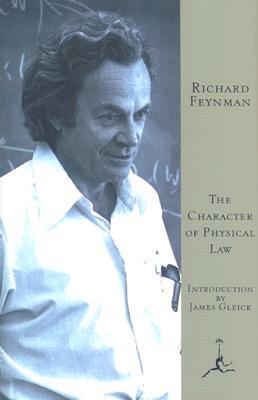 RICHARD
FEYNMAN
THE
CHARACTER
OF PHYSICAL
LAW
INTRODUCTION
BY
JAMES GLEICK